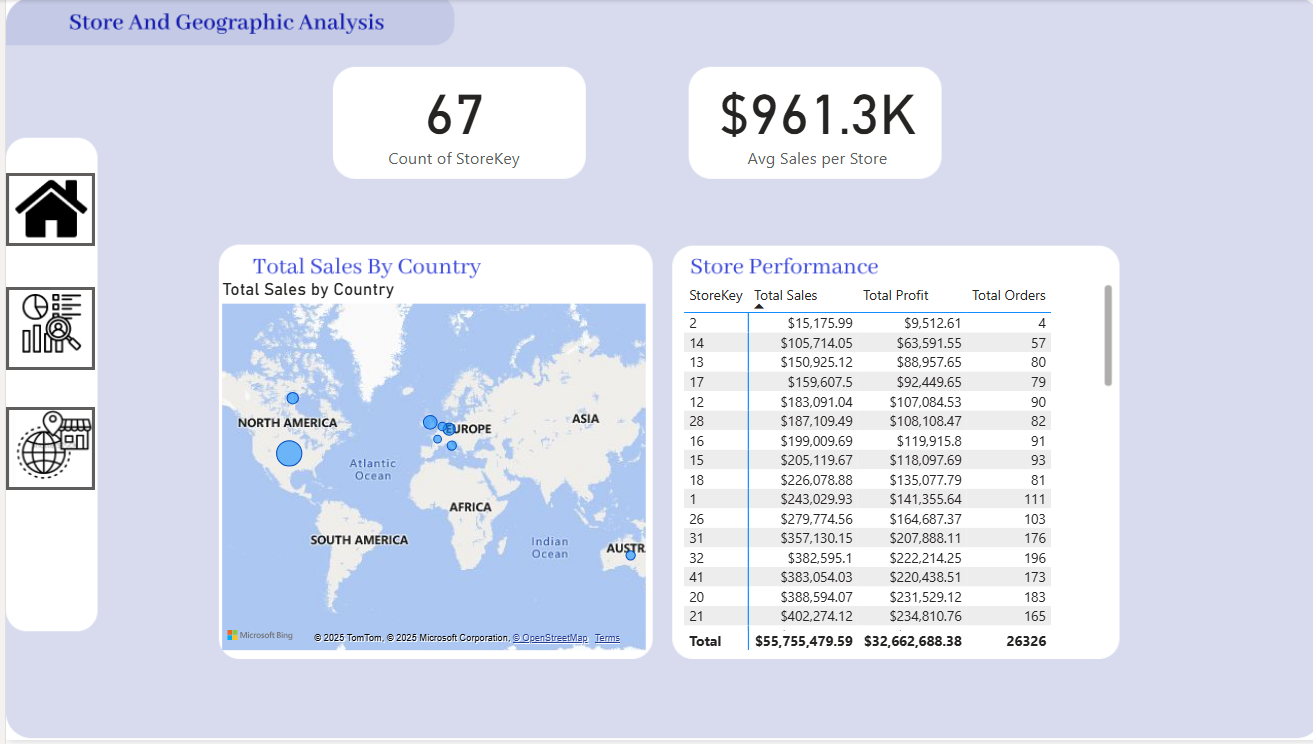 Store And Geographic Analysis
67
Count of StoreKey
$961.3K
Avg Sales per Store
Total Sales By Country
Total Sales by Country
NORTH AMERICA
EUROPE
ASIA
Atlantic
Ocean
AFRICA
SOUTH AMERICA
Indian
Ocean
AUSTR
Microsoft Bing
© 2025 TomTom, © 2025 Microsoft Corporation, © OpenStreetMap Terms
Store Performance
StoreKey Total Sales Total Profit Total Orders
2 $15,175.99 $9,512.61 4
14 $105,714.05 $63,591.55 57
13 $150,925.12 $88,957.65 80
17 $159,607.5 $92,449.65 79
12 $183,091.04 $107,084.53 90
28 $187,109.49 $108,108.47 82
16 $199,009.69 $119,915.8 91
15 $205,119.67 $118,097.69 93
18 $226,078.88 $135,077.79 81
1 $243,029.93 $141,355.64 111
26 $279,774.56 $164,687.37 103
31 $357,130.15 $207,888.11 176
32 $382,595.1 $222,214.25 196
41 $383,054.03 $220,438.51 173
20 $388,594.07 $231,529.12 183
21 $402,274.12 $234,810.76 165
Total $55,755,479.59 $32,662,688.38 26326